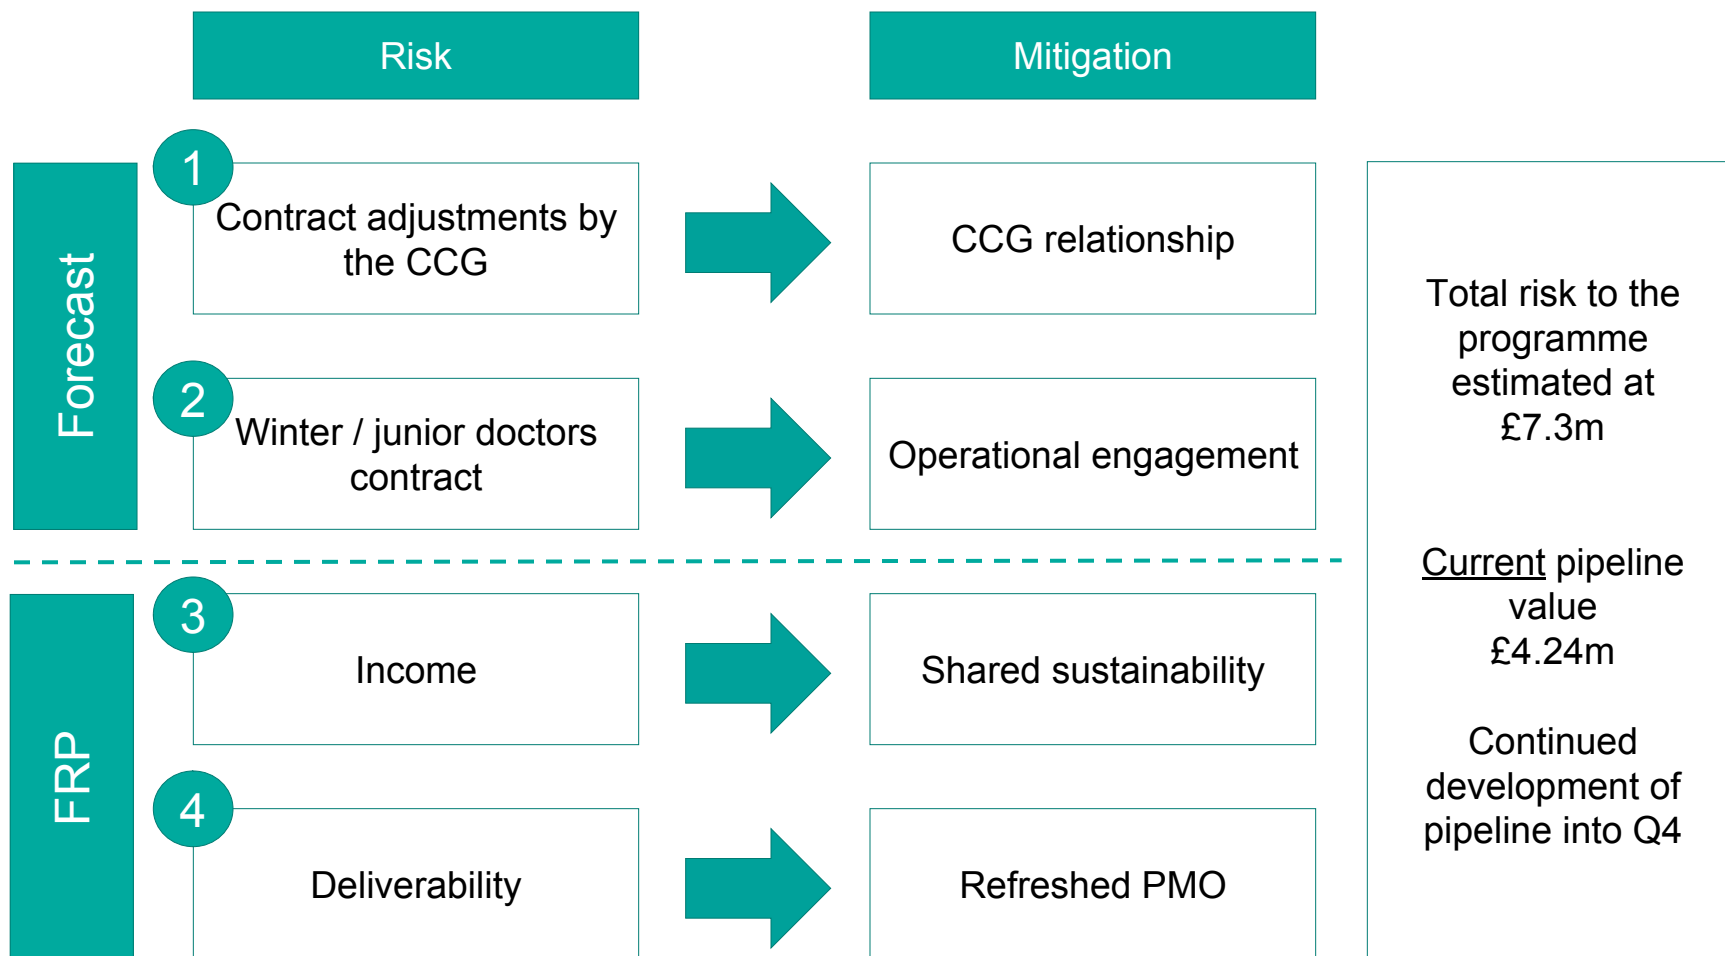 Risk
Mitigation
Forecast
1
Contract adjustments by
the CCG
CCG relationship
2
Winter / junior doctors
contract
Operational engagement
FRP
3
Income
Shared sustainability
4
Deliverability
Refreshed PMO
Total risk to the
programme
estimated at
£7.3m
Current pipeline
value
£4.24m
Continued
development of
pipeline into Q4